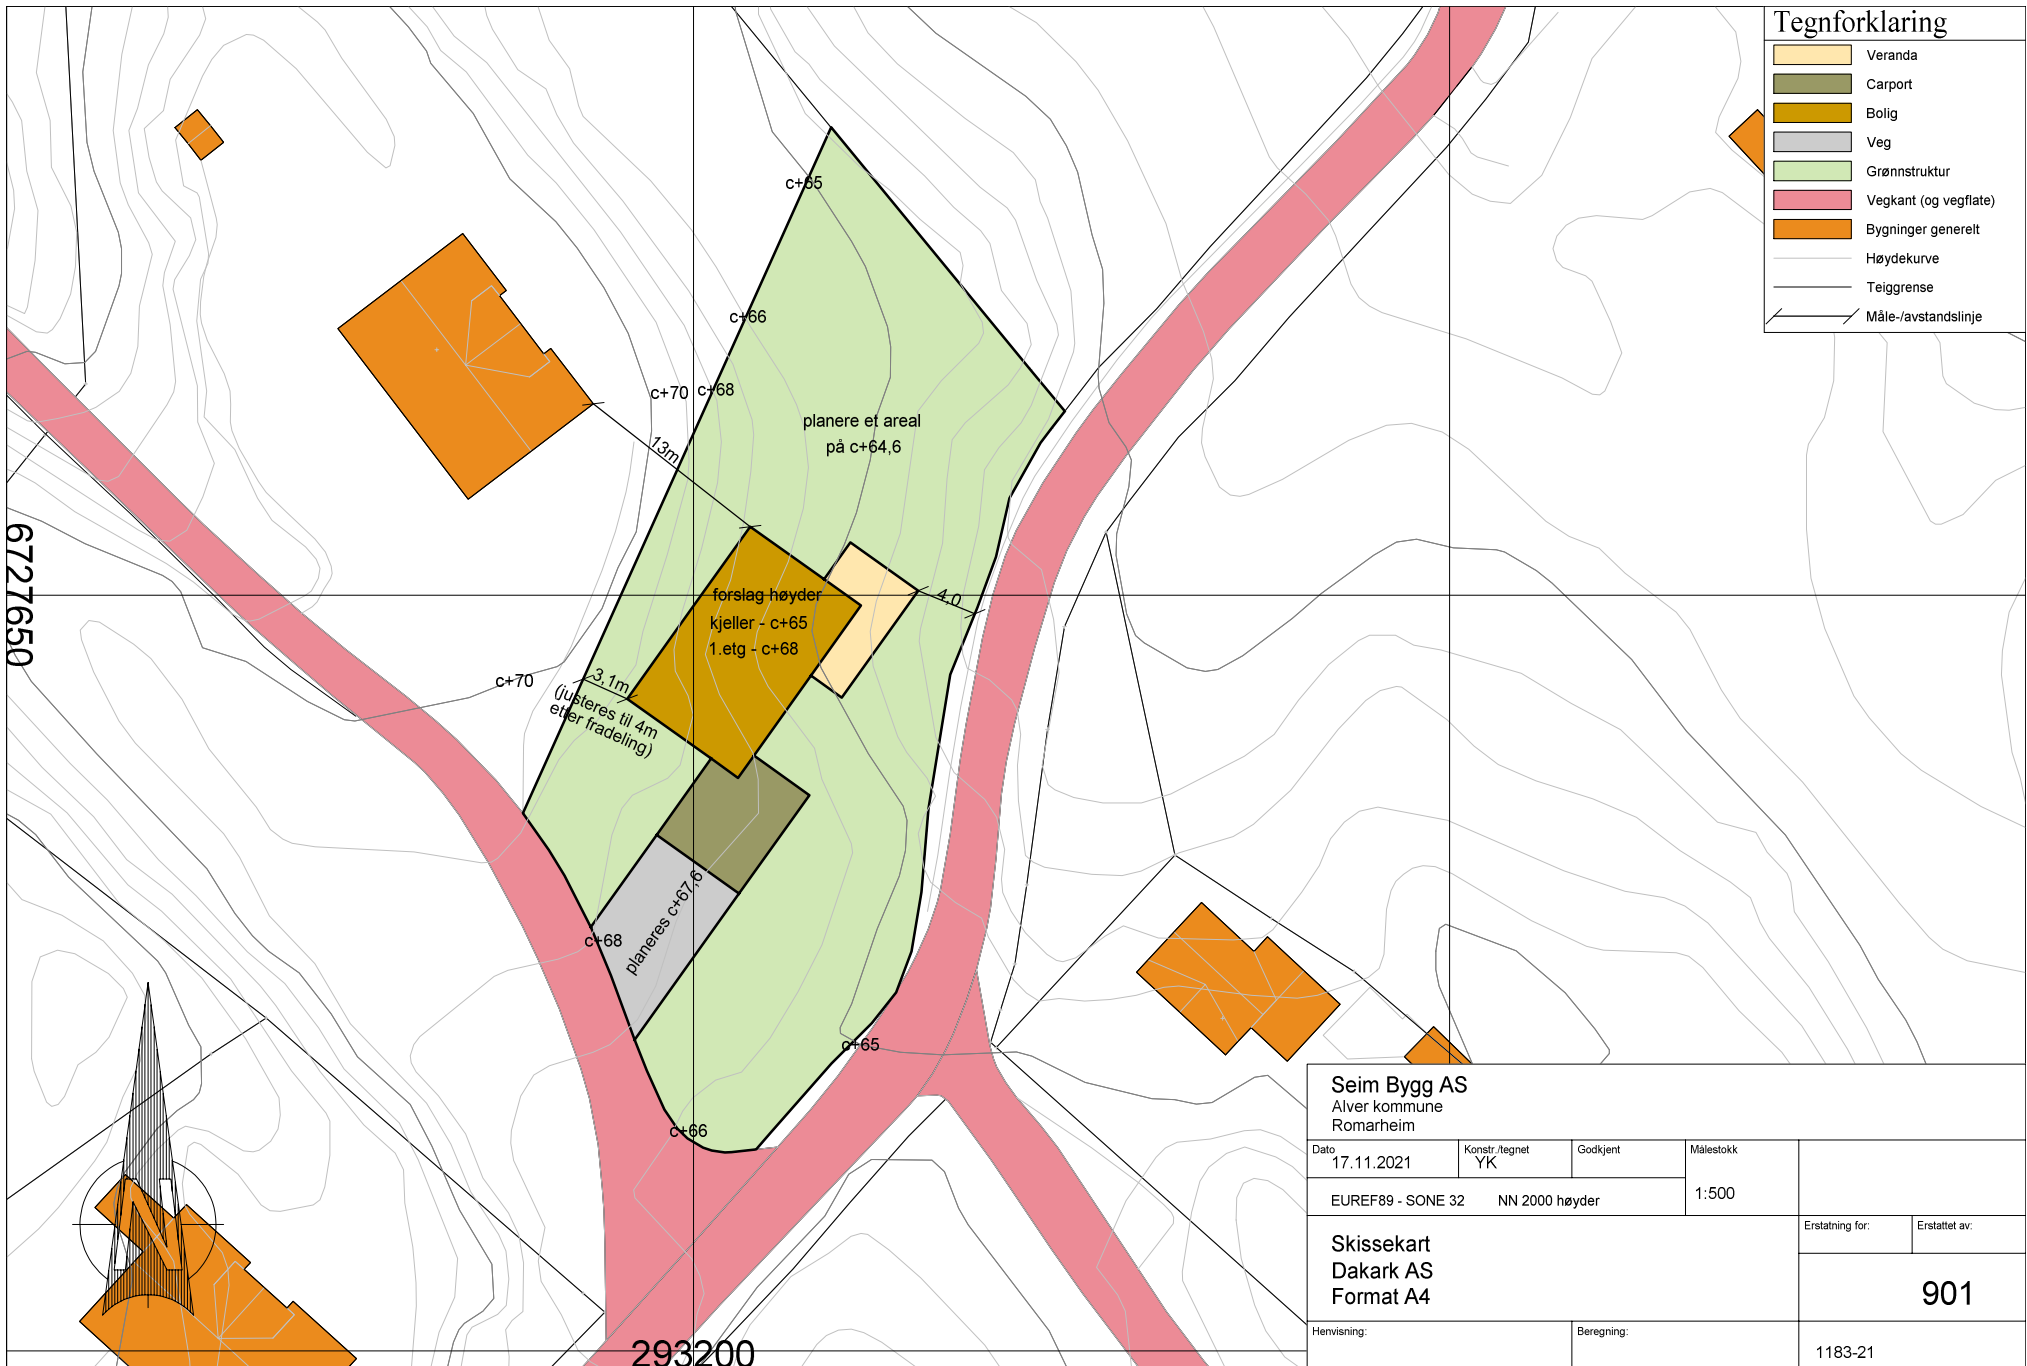 Tegnforklaring
Veranda
Carport
Bolig
Veg
Grønnstruktur
Vegkant (og vegflate)
Bygninger generelt
Høydekurve
Teiggrense
Måle-/avstandslinje
c+65
c+66
c+70
c+68
13m
planere et areal
på c+64,6
6727650
forslag høyder
kjeller - c+65
1.etg - c+68
4,0
c+70
3,1m
(justeres til 4m
etter fradeling)
planeres c+67,6
c+68
c+65
c+66
N
293200
Seim Bygg AS
Alver kommune
Romarheim
Dato
17.11.2021
Konstr./tegnet
YK
Godkjent
Målestokk
1:500
EUREF89 - SONE 32 NN 2000 høyder
Skissekart
Dakark AS
Format A4
Erstatning for:
Erstattet av:
901
Henvisning:
Beregning:
1183-21